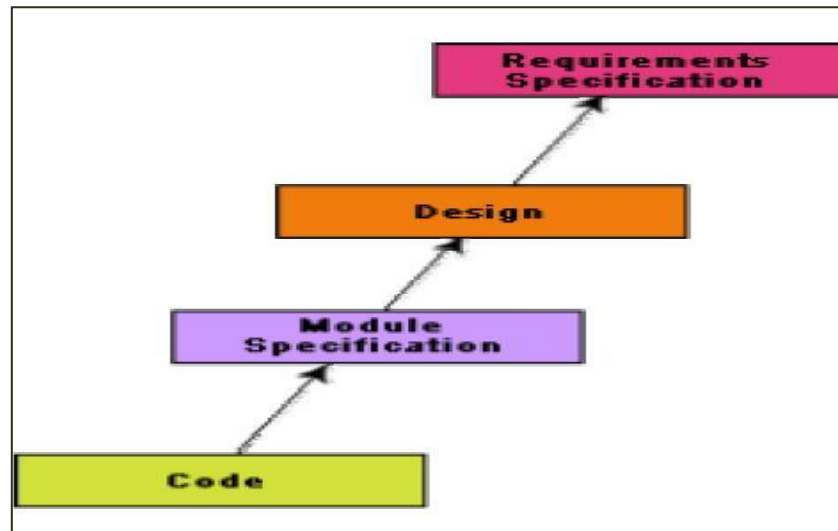 Requirements
Specification
Design
Module
Specification
Code